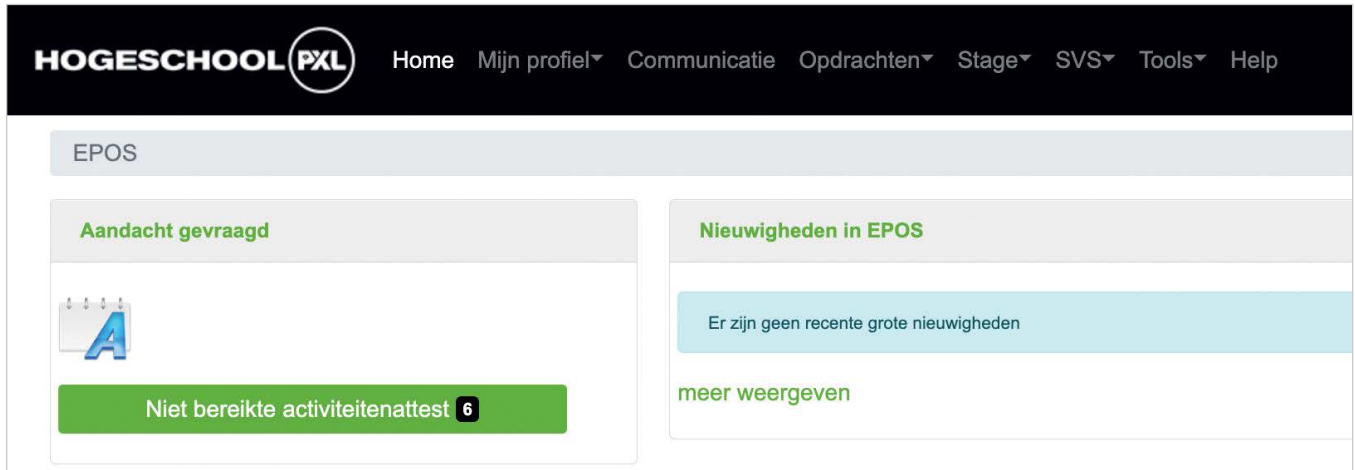 HOGESCHOOL PXL Home Mijn profiel Communicatie Opdrachten Stage SVS Tools Help
EPOS
Aandacht gevraagd
A
Niet bereikte activiteitenattest 6
Nieuwigheden in EPOS
Er zijn geen recente grote nieuwigheden
meer weergeven